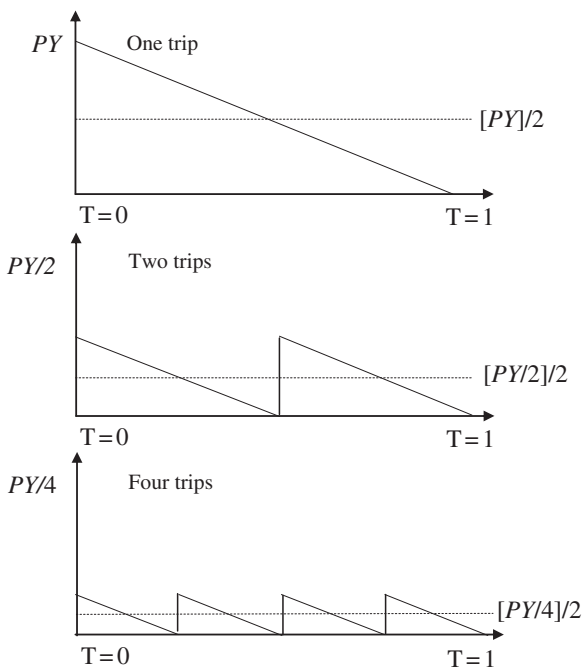 PY
One trip
[PY]/2
T=0
T=1
PY/2
Two trips
[PY/2]/2
T=0
T=1
PY/4
Four trips
[PY/4]/2
T=0
T=1